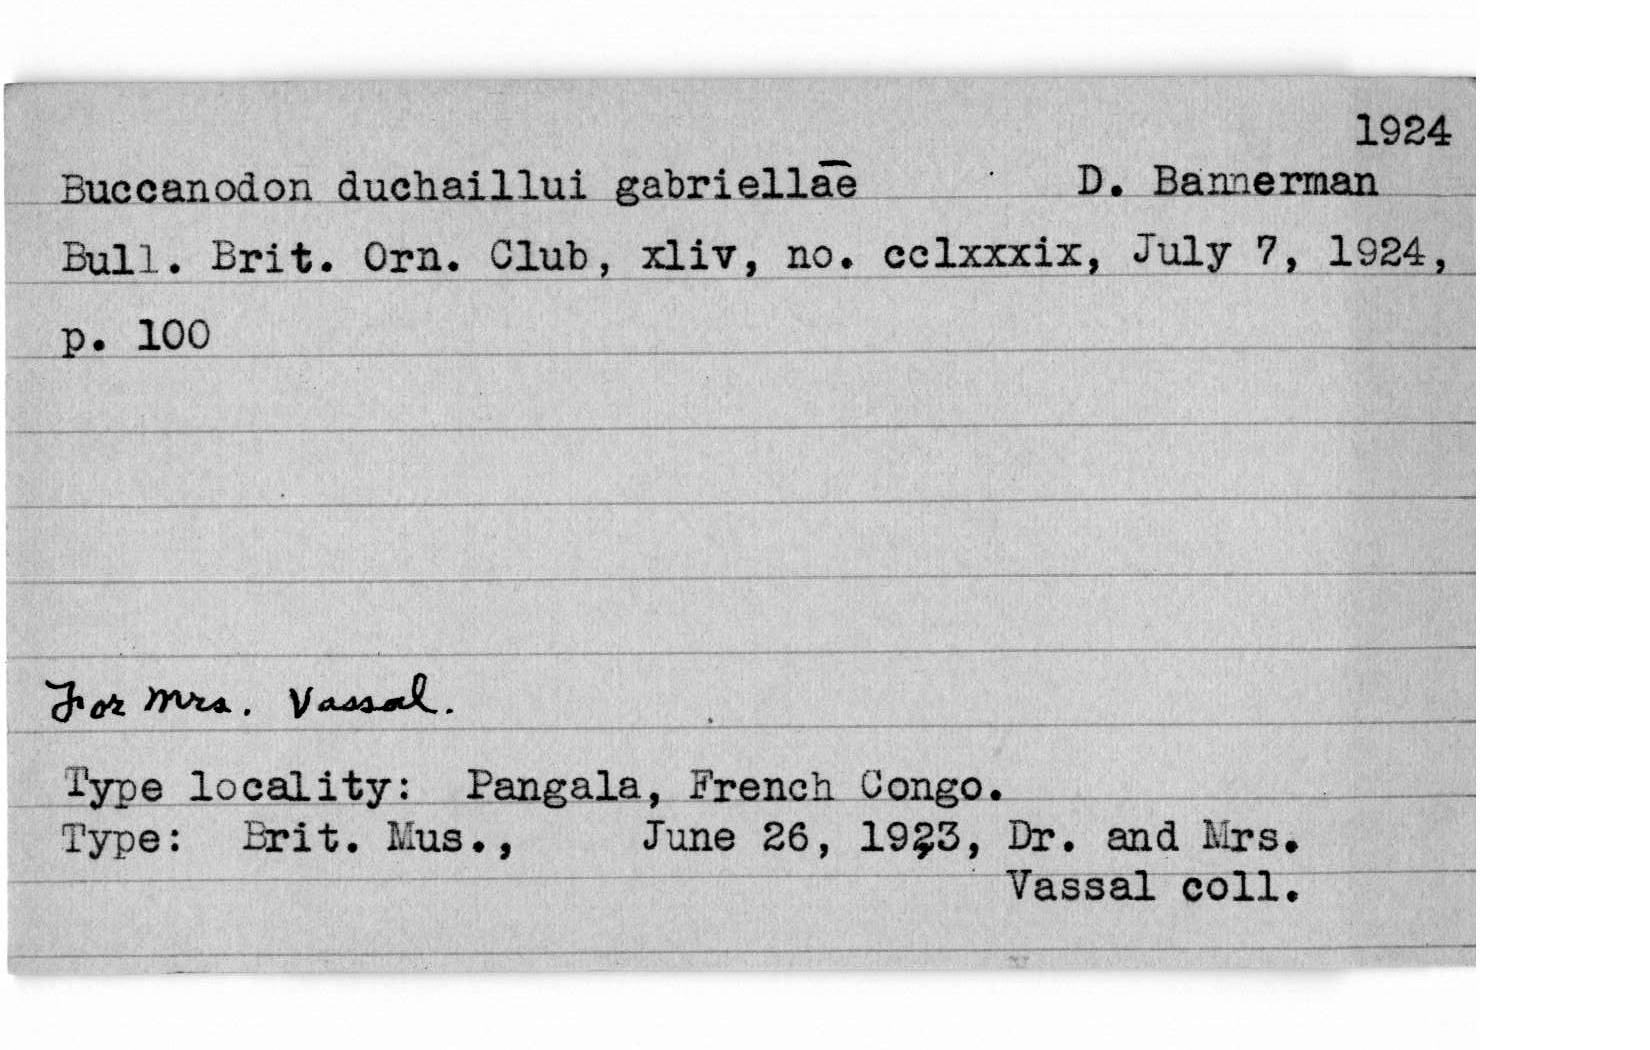 1924
Buccanodon duchaillui gabriellae D. Bannerman
Bull. Brit. Orn. Club, xliv, no. cclxxxix, July 7, 1924,
p. 100
For Mrs. Vassal.
Type locality: Pangala, French Congo.
Type: Brit. Mus., June 26, 1923, Dr. and Mrs.
Vassal coll.